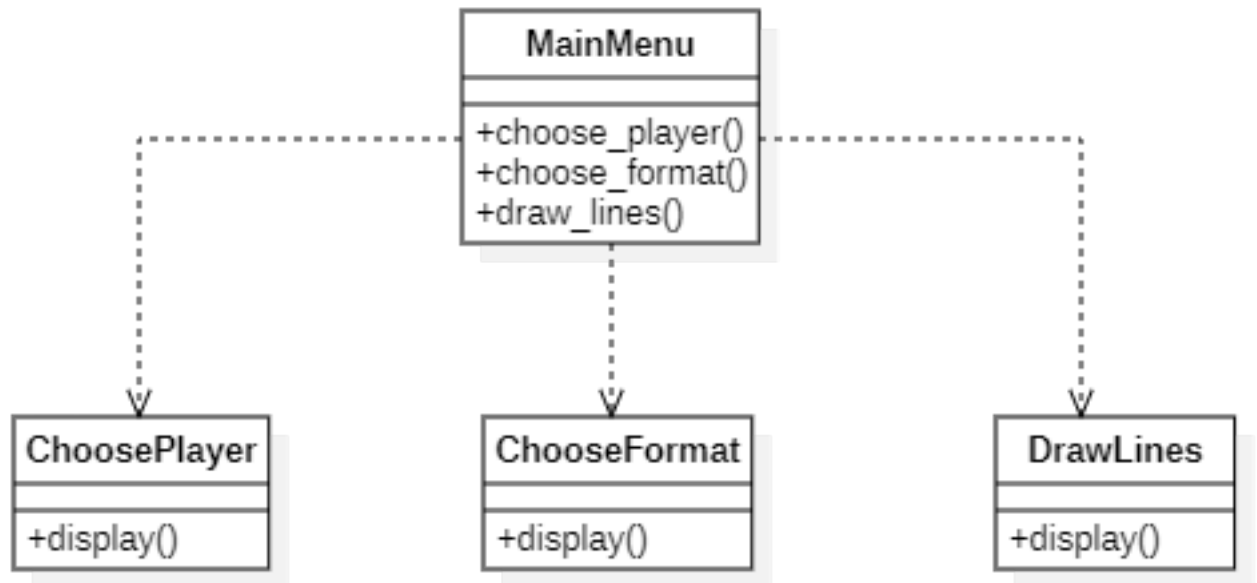 MainMenu
+choose_player()
+choose_format()
+draw_lines()
ChoosePlayer
+display()
ChooseFormat
+display()
DrawLines
+display()